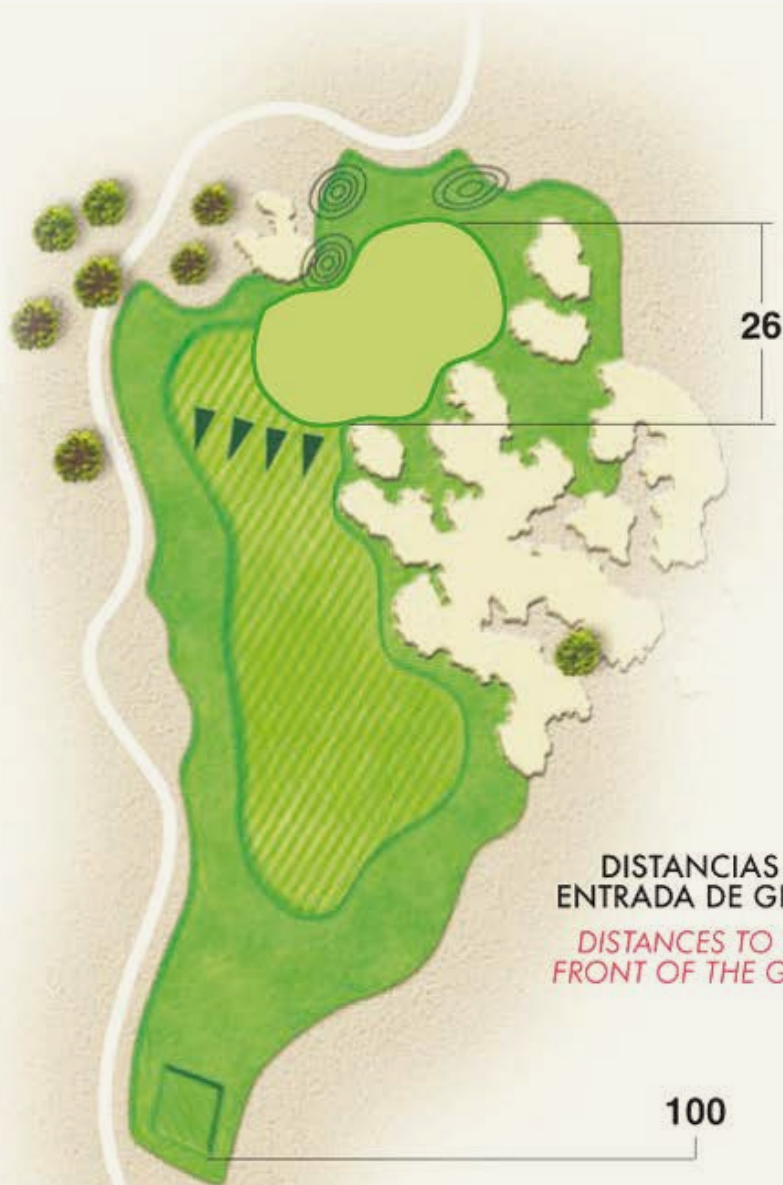 26
DISTANCIAS
ENTRADA DE
DISTANCES TO
FRONT OF THE
100